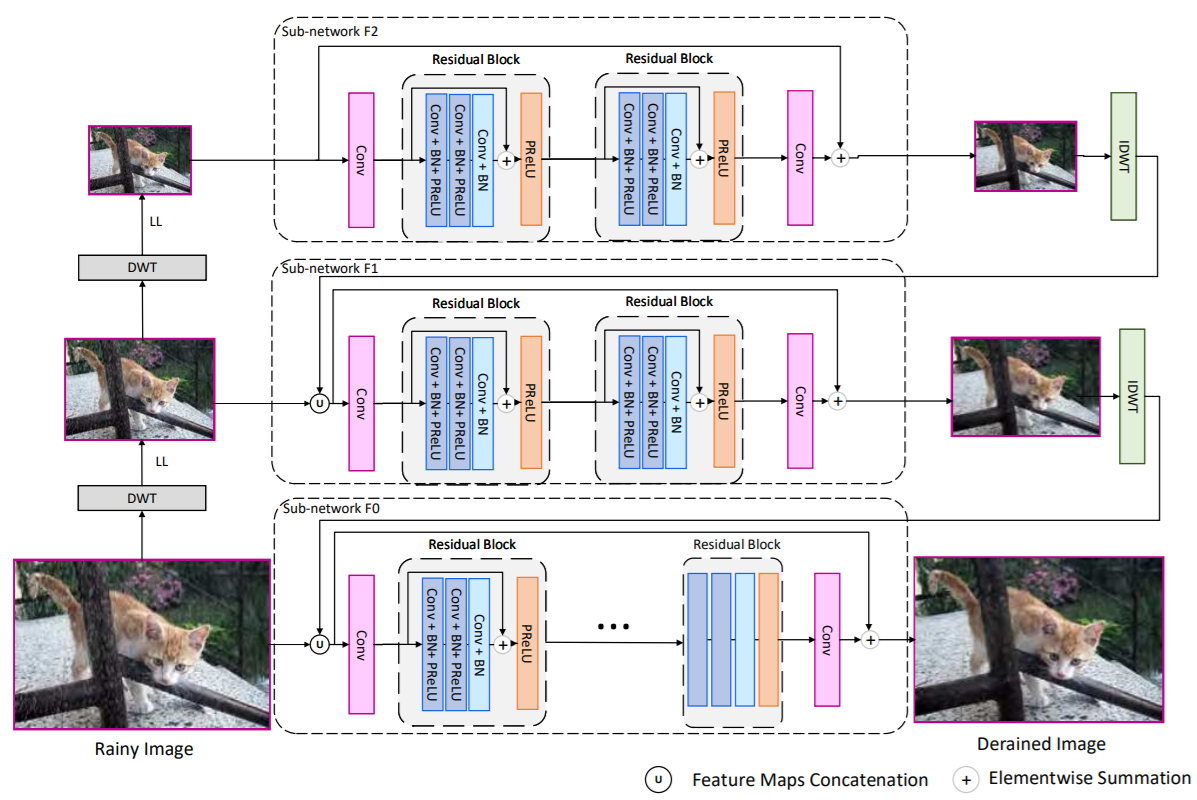 Sub-network F2
Residual Block
Residual Block
Conv
Conv + BN+ PReLU
Conv + BN+ PReLU
Conv + BN
+
PReLU
Conv + BN+ PReLU
Conv + BN+ PReLU
Conv + BN
+
PReLU
Conv
+
IDWT
LL
DWT
Sub-network F1
Residual Block
Residual Block
U
Conv
Conv + BN+ PReLU
Conv + BN+ PReLU
Conv + BN
+
PReLU
Conv + BN+ PReLU
Conv + BN+ PReLU
Conv + BN
+
PReLU
Conv
+
IDWT
LL
DWT
Sub-network F0
Residual Block
Residual Block
U
Conv
Conv + BN+ PReLU
Conv + BN+ PReLU
Conv + BN
+
PReLU
...
Conv
+
Rainy Image
Derained Image
U Feature Maps Concatenation
+ Elementwise Summation